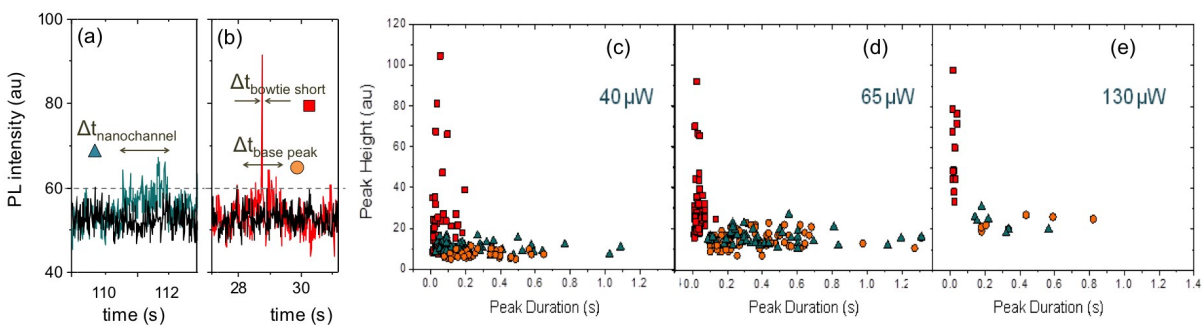 (a)
(b)
(c)
(d)
(e)
PL intensity (au)
100
80
60
40
Δt nanochannel
Δt bowtie short
Δt base peak
110 112
28 30
time (s) time (s)
Peak Height (au)
120
100
80
60
40
20
0
40 µW
65 µW
130 µW
0.0 0.2 0.4 0.6 0.8 1.0 1.2 0.0 0.2 0.4 0.6 0.8 1.0 1.2 0.0 0.2 0.4 0.6 0.8 1.0 1.2 1.4
Peak Duration (s) Peak Duration (s) Peak Duration (s)